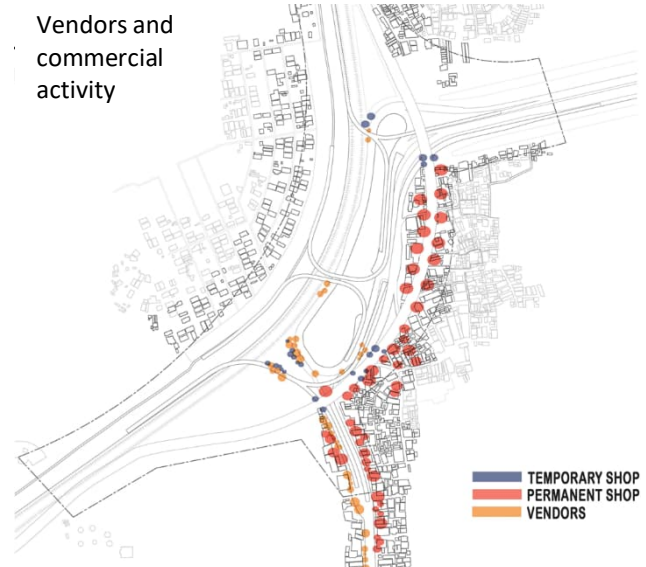 Vendors and
commercial
activity
TEMPORARY SHOP
PERMANENT SHOP
VENDORS